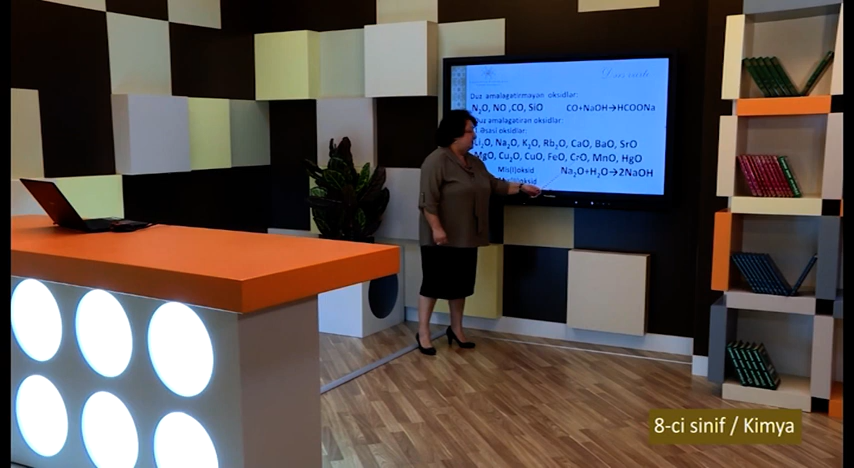 Dərs vaxtı
Duz əmələgətirməyən oksidlər:
N₂O, NO ,CO, SiO CO+NaOH→HCOONa
Duz əmələgətirən oksidlər:
Əsasi oksidlər:
Li₂O, Na₂O, K₂O, Rb₂O, CaO, BaO, SrO
MgO, Cu₂O, CuO, FeO, CrO, MnO, HgO
Mis(I)oksid Na₂O+H₂O→2NaOH
8-ci sinif / Kimya